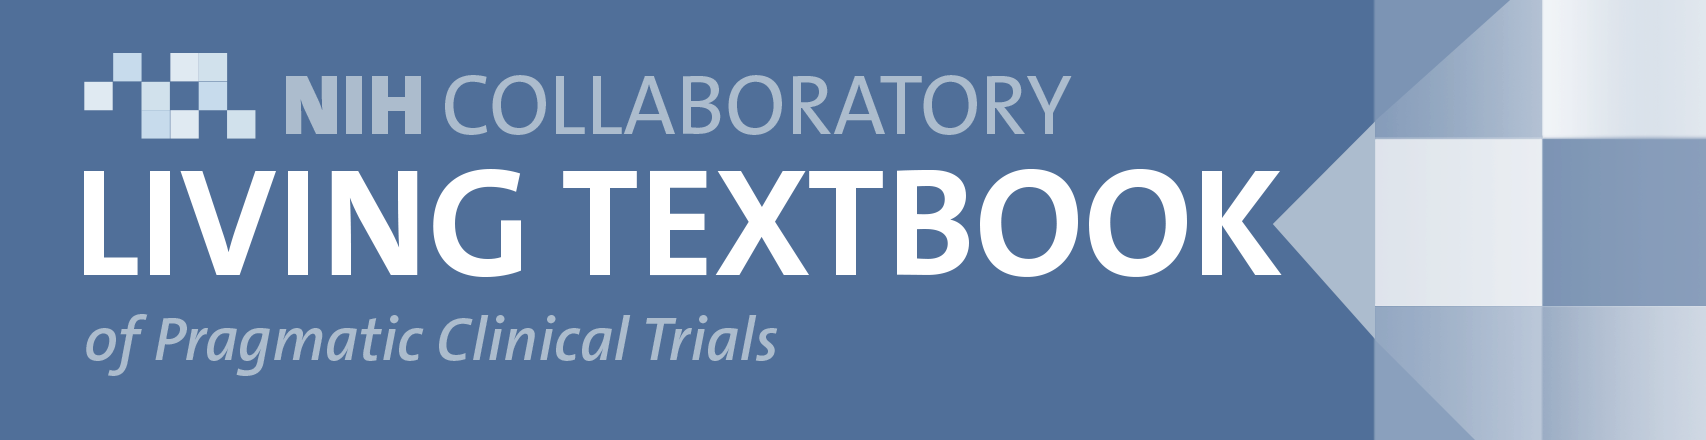 NIH COLLABORATORY
LIVING TEXTBOOK
of Pragmatic Clinical Trials